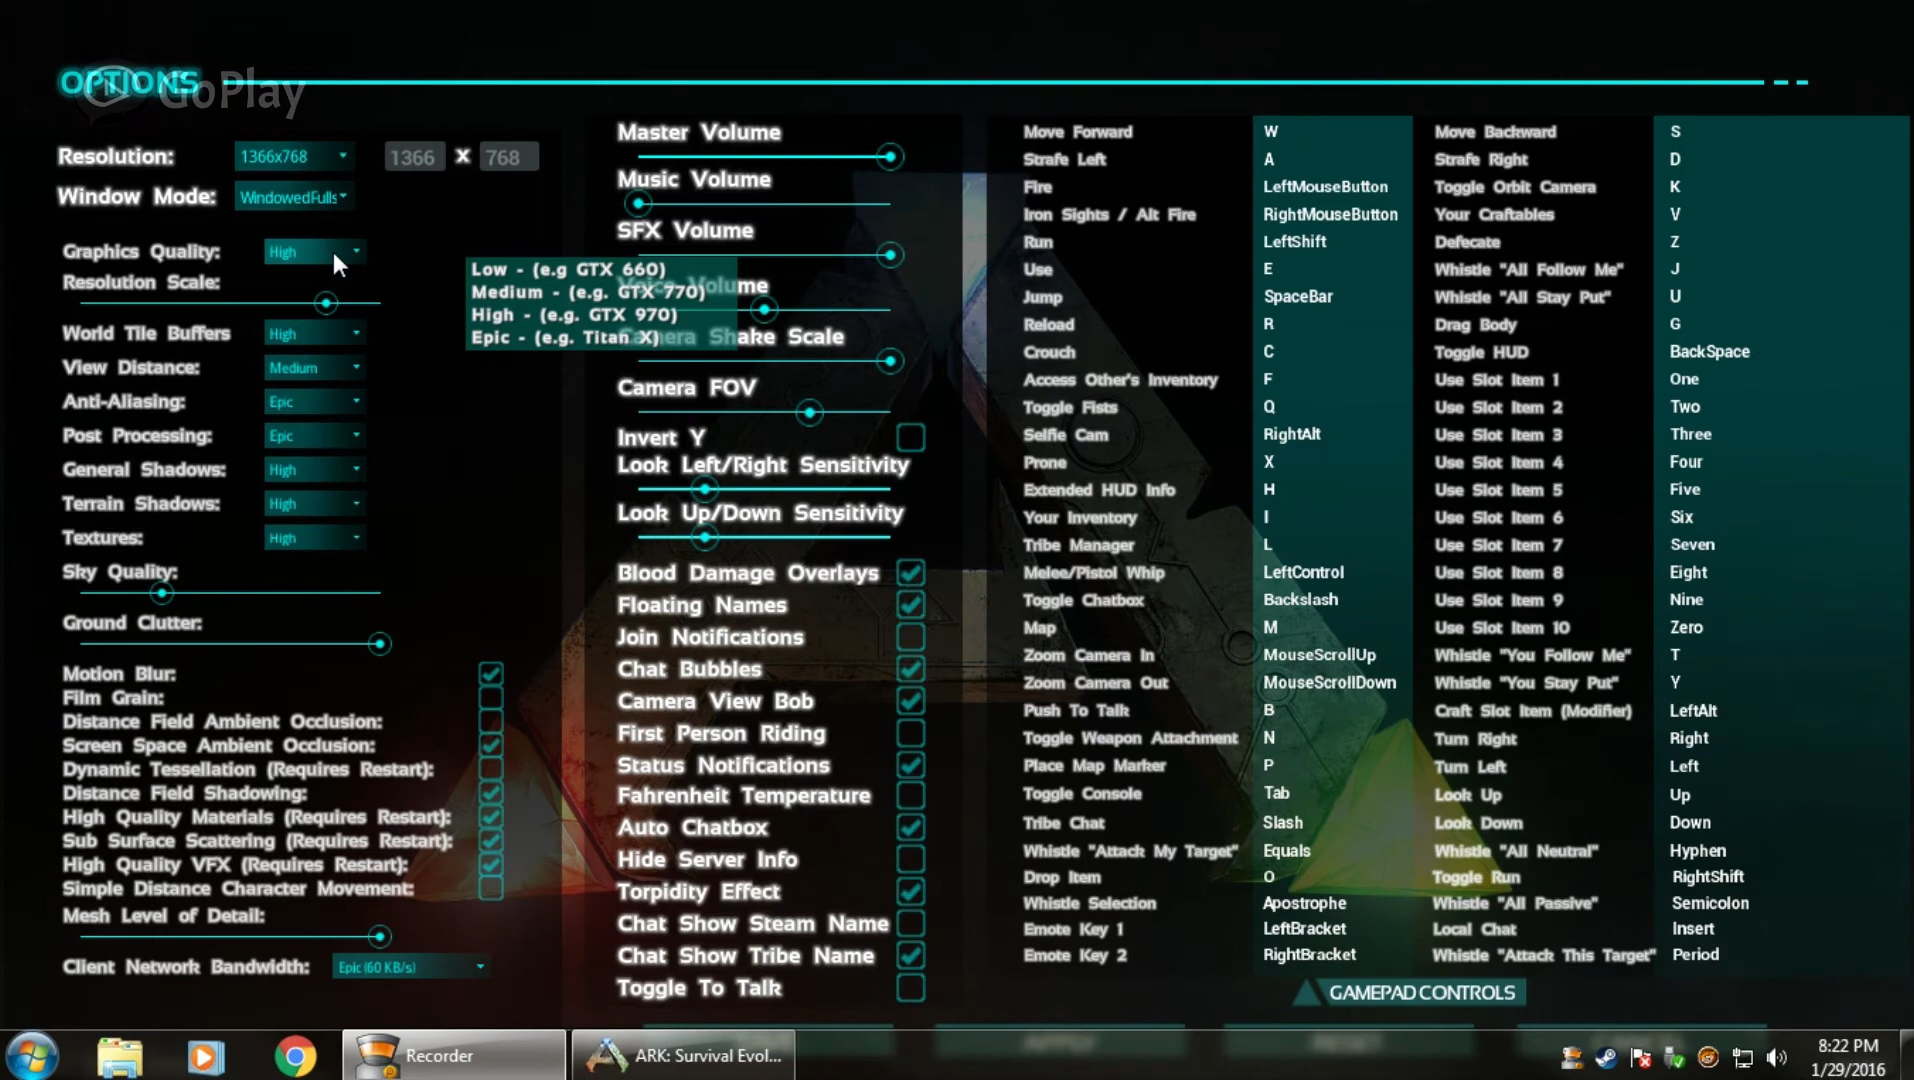 OPTIONS
GoPlay
Resolution: 1366x768 1366 X 768
Window Mode: WindowedFulls
Graphics Quality: High
Resolution Scale:
World Tile Buffers High
View Distance: Medium
Anti-Aliasing: Epic
Post Processing: Epic
General Shadows: High
Terrain Shadows: High
Textures: High
Sky Quality:
Ground Clutter:
Motion Blur:
Film Grain:
Distance Field Ambient Occlusion:
Screen Space Ambient Occlusion:
Dynamic Tessellation (Requires Restart):
Distance Field Shadowing:
High Quality Materials (Requires Restart):
Sub Surface Scattering (Requires Restart):
High Quality VFX (Requires Restart):
Simple Distance Character Movement:
Mesh Level of Detail:
Client Network Bandwidth: Epic (60 KB/s)
Low - (e.g GTX 660)
Medium - (e.g. GTX 770)
High - (e.g. GTX 970)
Epic - (e.g. Titan X)
Master Volume
Music Volume
SFX Volume
Volume
Shake Scale
Camera FOV
Invert Y
Look Left/Right Sensitivity
Look Up/Down Sensitivity
Blood Damage Overlays
Floating Names
Join Notifications
Chat Bubbles
Camera View Bob
First Person Riding
Status Notifications
Fahrenheit Temperature
Auto Chatbox
Hide Server Info
Torpidity Effect
Chat Show Steam Name
Chat Show Tribe Name
Toggle To Talk
Move Forward W Move Backward S
Strafe Left A Strafe Right D
Fire LeftMouseButton Toggle Orbit Camera K
Iron Sights / Alt Fire RightMouseButton Your Craftables V
Run LeftShift Defecate Z
Use E Whistle "All Follow Me" J
Jump SpaceBar Whistle "All Stay Put" U
Reload R Drag Body G
Crouch C Toggle HUD BackSpace
Access Other's Inventory F Use Slot Item 1 One
Toggle Fists Q Use Slot Item 2 Two
Selfie Cam RightAlt Use Slot Item 3 Three
Prone X Use Slot Item 4 Four
Extended HUD Info H Use Slot Item 5 Five
Your Inventory I Use Slot Item 6 Six
Tribe Manager L Use Slot Item 7 Seven
Melee/Pistol Whip LeftControl Use Slot Item 8 Eight
Toggle Chatbox Backslash Use Slot Item 9 Nine
Map M Use Slot Item 10 Zero
Zoom Camera In MouseScrollUp Whistle "You Follow Me" T
Zoom Camera Out MouseScrollDown Whistle "You Stay Put" Y
Push To Talk B Craft Slot Item (Modifier) LeftAlt
Toggle Weapon Attachment N Turn Right Right
Place Map Marker P Turn Left Left
Toggle Console Tab Look Up Up
Tribe Chat Slash Look Down Down
Whistle "Attack My Target" Equals Whistle "All Neutral" Hyphen
Drop Item O Toggle Run RightShift
Whistle Selection Apostrophe Whistle "All Passive" Semicolon
Emote Key 1 LeftBracket Local Chat Insert
Emote Key 2 RightBracket Whistle "Attack This Target" Period
GAMEPAD CONTROLS
Recorder
ARK: Survival Evol...
8:22 PM
1/29/2016